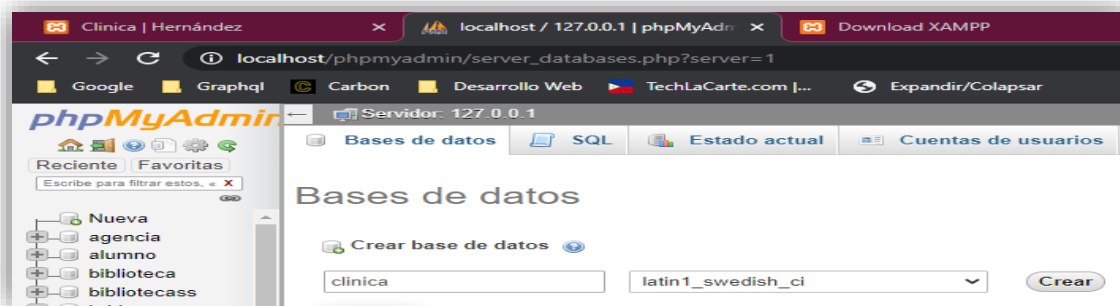 Clinica | Hernández
localhost / 127.0.0.1 | phpMyAdm
Download XAMPP
localhost/phpmyadmin/server_databases.php?server=1
Google Graphql Carbon Desarrollo Web TechLaCarte.com |... Expandir/Colapsar
phpMyAdmin
Reciente Favoritas
Escribe para filtrar estos, «
X
Nueva
agencia
alumno
biblioteca
bibliotecass
Servidor: 127.0.0.1
Bases de datos SQL Estado actual Cuentas de usuarios
Bases de datos
Crear base de datos
clinica latin1_swedish_ci Crear